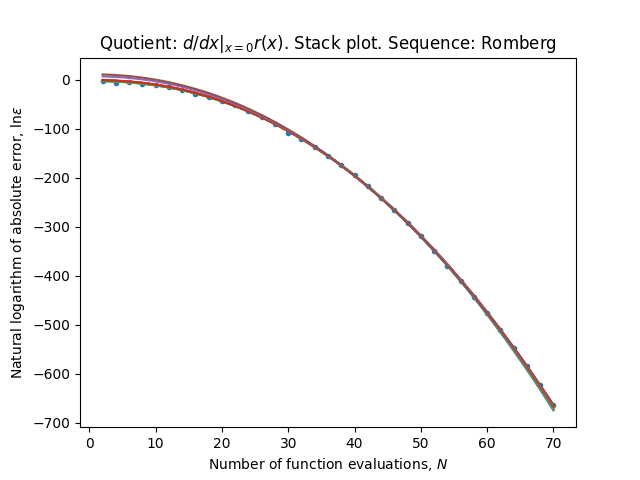 Quotient: d/dx|ₓ₌₀r(x). Stack plot. Sequence: Romberg
Natural logarithm of absolute error, lnε
0
−100
−200
−300
−400
−500
−600
−700
0 10 20 30 40 50 60 70
Number of function evaluations, N